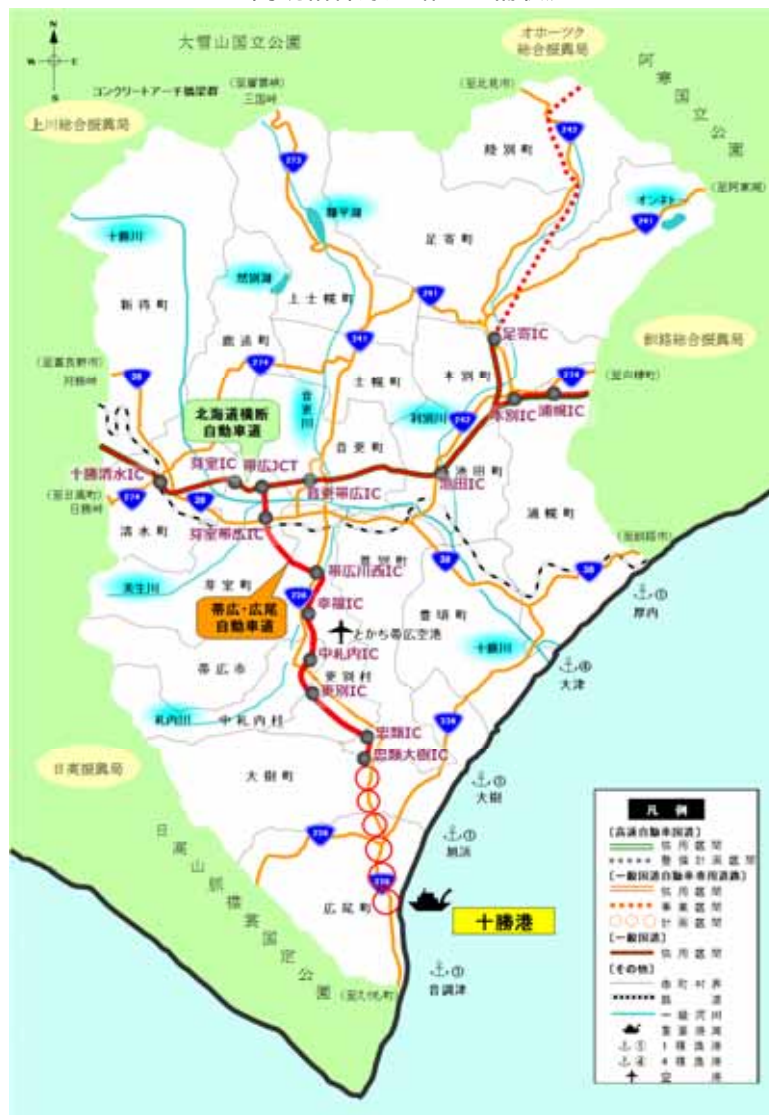 N
W
E
S
大雪山国立公園
オホーツク
総合振興局
阿寒国立公園
コンクリートアーチ橋梁群
三国峠
(至北見市)
上川総合振興局
陸別町
242
273
(至阿寒湖)
オンネトー
241
糠平湖
十勝川
足寄町
然別湖
新得町
上士幌町
241
鹿追町
241
足寄IC
釧路総合振興局
(至富良野市)
狩勝峠
38
274
士幌町
本別町
274
(至白糠町)
本別IC
浦幌IC
音更川
利別川
242
北海道横断
自動車道
音更町
芽室IC
帯広JCT
十勝清水IC
音更帯広IC
池田IC
池田町
(至日高町)
日勝峠
274
38
清水町
芽室帯広IC
浦幌町
(至釧路市)
美生川
芽室町
帯広川西IC
38
38
帯広・広尾
自動車道
236
幸福IC
豊頃町
厚内
とかち帯広空港
十勝川
中札内IC
帯広市
更別村
大津
更別IC
札内川
中札内村
336
忠類IC
忠類大樹IC
日高振興局
大樹町
大樹
旭浜
236
日高山脈襟裳国定公園
広尾町
十勝港
音調津
(至えりも町)
凡例
[高速自動車国道]
供用区間
整備計画区間
[一般国道自動車専用道路]
供用区間
事業区間
計画区間
[一般国道]
供用区間
[その他]
市町村界
鉄道
一級河川
重要港湾
1種漁港
4種漁港
空港